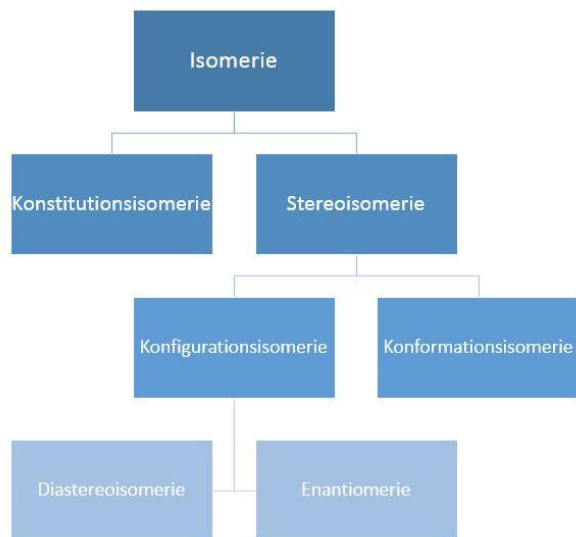 Isomerie
Konstitutionsisomerie
Stereoisomerie
Konfigurationsisomerie
Konformationsisomerie
Diastereoisomerie
Enantiomerie